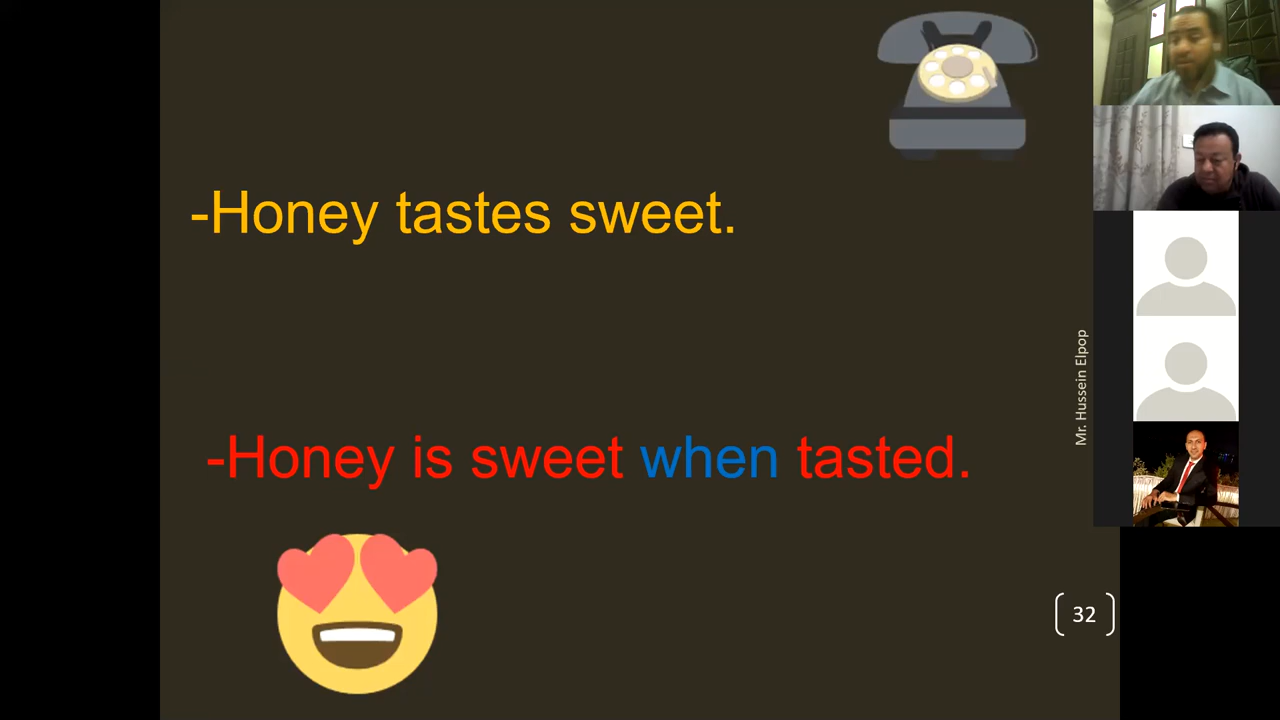 -Honey tastes sweet.
Mr. Hussein Elpop
-Honey is sweet when tasted.
32